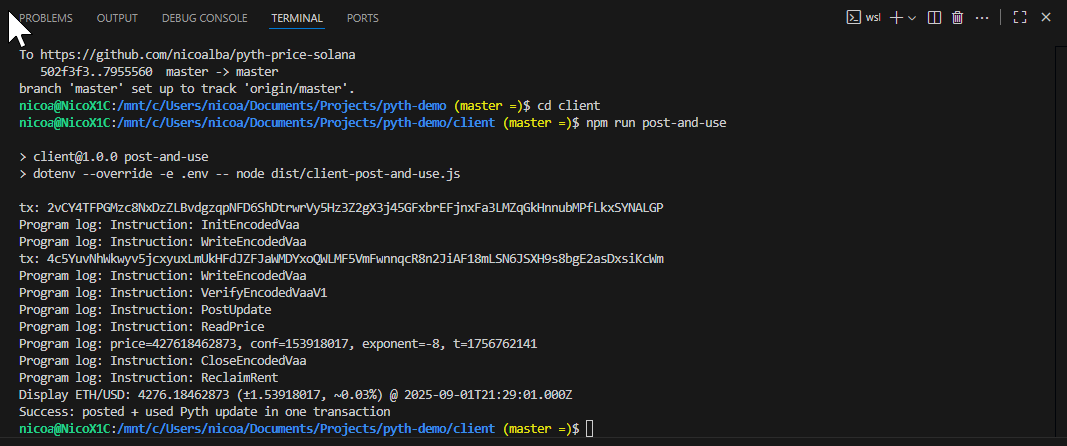 PROBLEMS OUTPUT DEBUG CONSOLE TERMINAL PORTS wsl
To https://github.com/nicoalba/pyth-price-solana
502f3f3..7955560 master -> master
branch 'master' set up to track 'origin/master'.
nicoa@NicoX1C:/mnt/c/Users/nicoa/Documents/Projects/pyth-demo (master =)$ cd client
nicoa@NicoX1C:/mnt/c/Users/nicoa/Documents/Projects/pyth-demo/client (master =)$ npm run post-and-use
> client@1.0.0 post-and-use
> dotenv --override -e .env -- node dist/client-post-and-use.js
tx: 2vCY4TFPGMzc8NxDzZLBvdgzqpNFD6ShDtrwrVy5Hz3Z2gX3j45GFxbrEFjnxFa3LMZqGkHnnubMPfLkxSYNALGP
Program log: Instruction: InitEncodedVaa
Program log: Instruction: WriteEncodedVaa
tx: 4c5YuvNhWkwyv5jcxyuxLmUkHFdJZFJaWMDYxoQWLMF5VmFwnnqcR8n2JiAF18mLSN6JSXH9s8bgE2asDxsiKcWm
Program log: Instruction: WriteEncodedVaa
Program log: Instruction: VerifyEncodedVaaV1
Program log: Instruction: PostUpdate
Program log: Instruction: ReadPrice
Program log: price=427618462873, conf=153918017, exponent=-8, t=1756762141
Program log: Instruction: CloseEncodedVaa
Program log: Instruction: ReclaimRent
Display ETH/USD: 4276.18462873 (±1.53918017, ~0.03%) @ 2025-09-01T21:29:01.000Z
Success: posted + used Pyth update in one transaction
nicoa@NicoX1C:/mnt/c/Users/nicoa/Documents/Projects/pyth-demo/client (master =)$